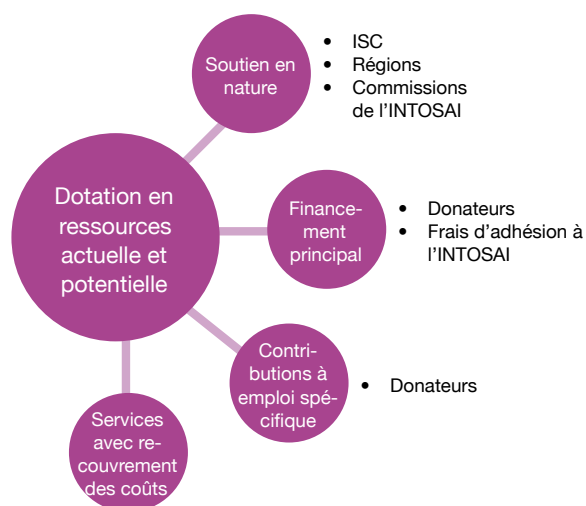 Soutien en
nature
• ISC
• Régions
• Commissions
de l'INTOSAI
Dotation en
ressources
actuelle et
potentielle
Finance-
ment
principal
• Donateurs
• Frais d'adhésion à
l'INTOSAI
Contri-
butions à
emploi spé-
cifique
• Donateurs
Services
avec re-
couvrement
des coûts